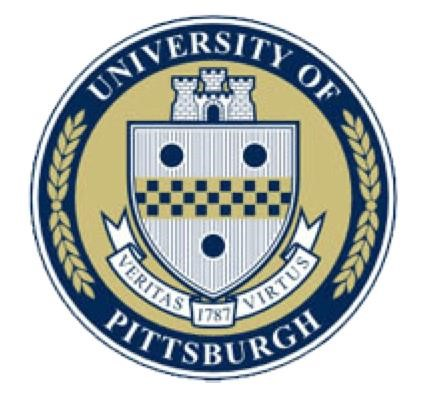 UNIVERSITY OF
PITTSBURGH
VERITAS
1787
VIRTUS